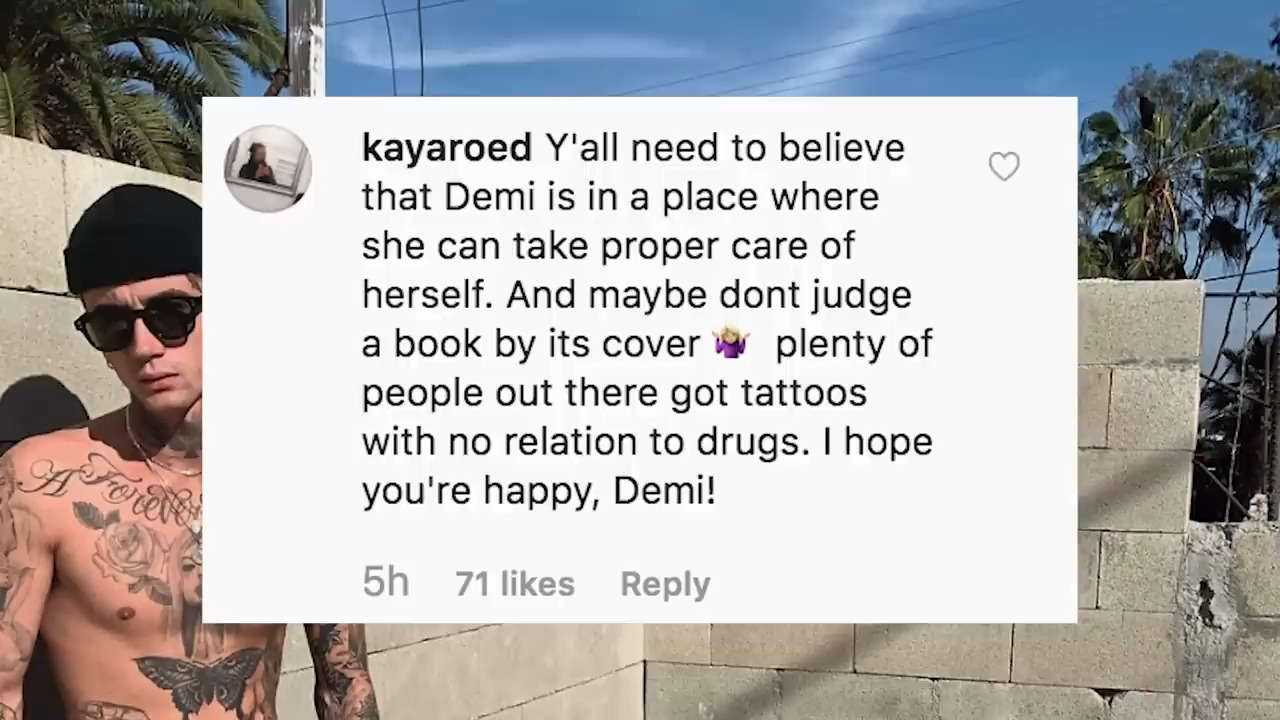 kayaroed Y'all need to believe
that Demi is in a place where
she can take proper care of
herself. And maybe dont judge
a book by its cover 🤷🏼‍♀️ plenty of
people out there got tattoos
with no relation to drugs. I hope
you're happy, Demi!
5h 71 likes Reply
A Forever